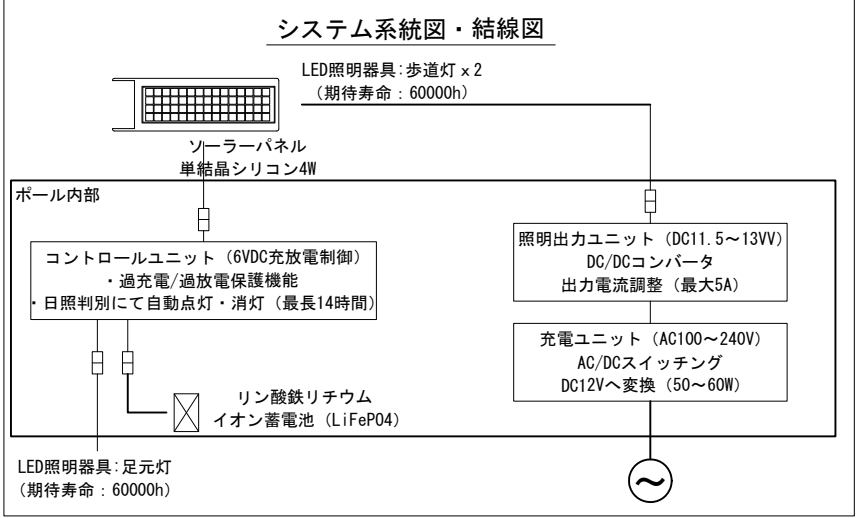 システム系統図・結線図
LED照明器具:歩道灯 x 2
（期待寿命：60000h）
ソーラーパネル
単結晶シリコン4W
ポール内部
コントロールユニット（6VDC充放電制御）
・過充電/過放電保護機能
・日照判別にて自動点灯・消灯（最長14時間）
照明出力ユニット（DC11.5～13VV）
DC/DCコンバータ
出力電流調整（最大5A）
充電ユニット（AC100～240V）
AC/DCスイッチング
DC12Vへ変換（50～60W）
リン酸鉄リチウム
イオン蓄電池（LiFePO4）
LED照明器具:足元灯
（期待寿命：60000h）